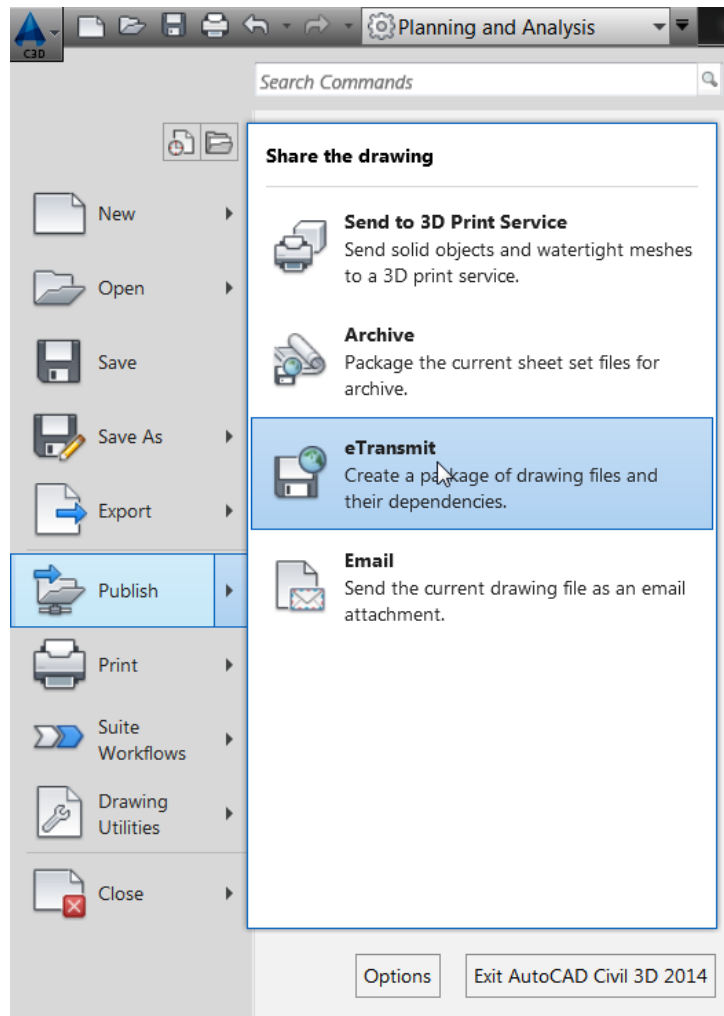 C3D
Planning and Analysis
Search Commands
New
Open
Save
Save As
Export
Publish
Print
Suite
Workflows
Drawing
Utilities
Close
Share the drawing
Send to 3D Print Service
Send solid objects and watertight meshes
to a 3D print service.
Archive
Package the current sheet set files for
archive.
eTransmit
Create a package of drawing files and
their dependencies.
Email
Send the current drawing file as an email
attachment.
Options
Exit AutoCAD Civil 3D 2014